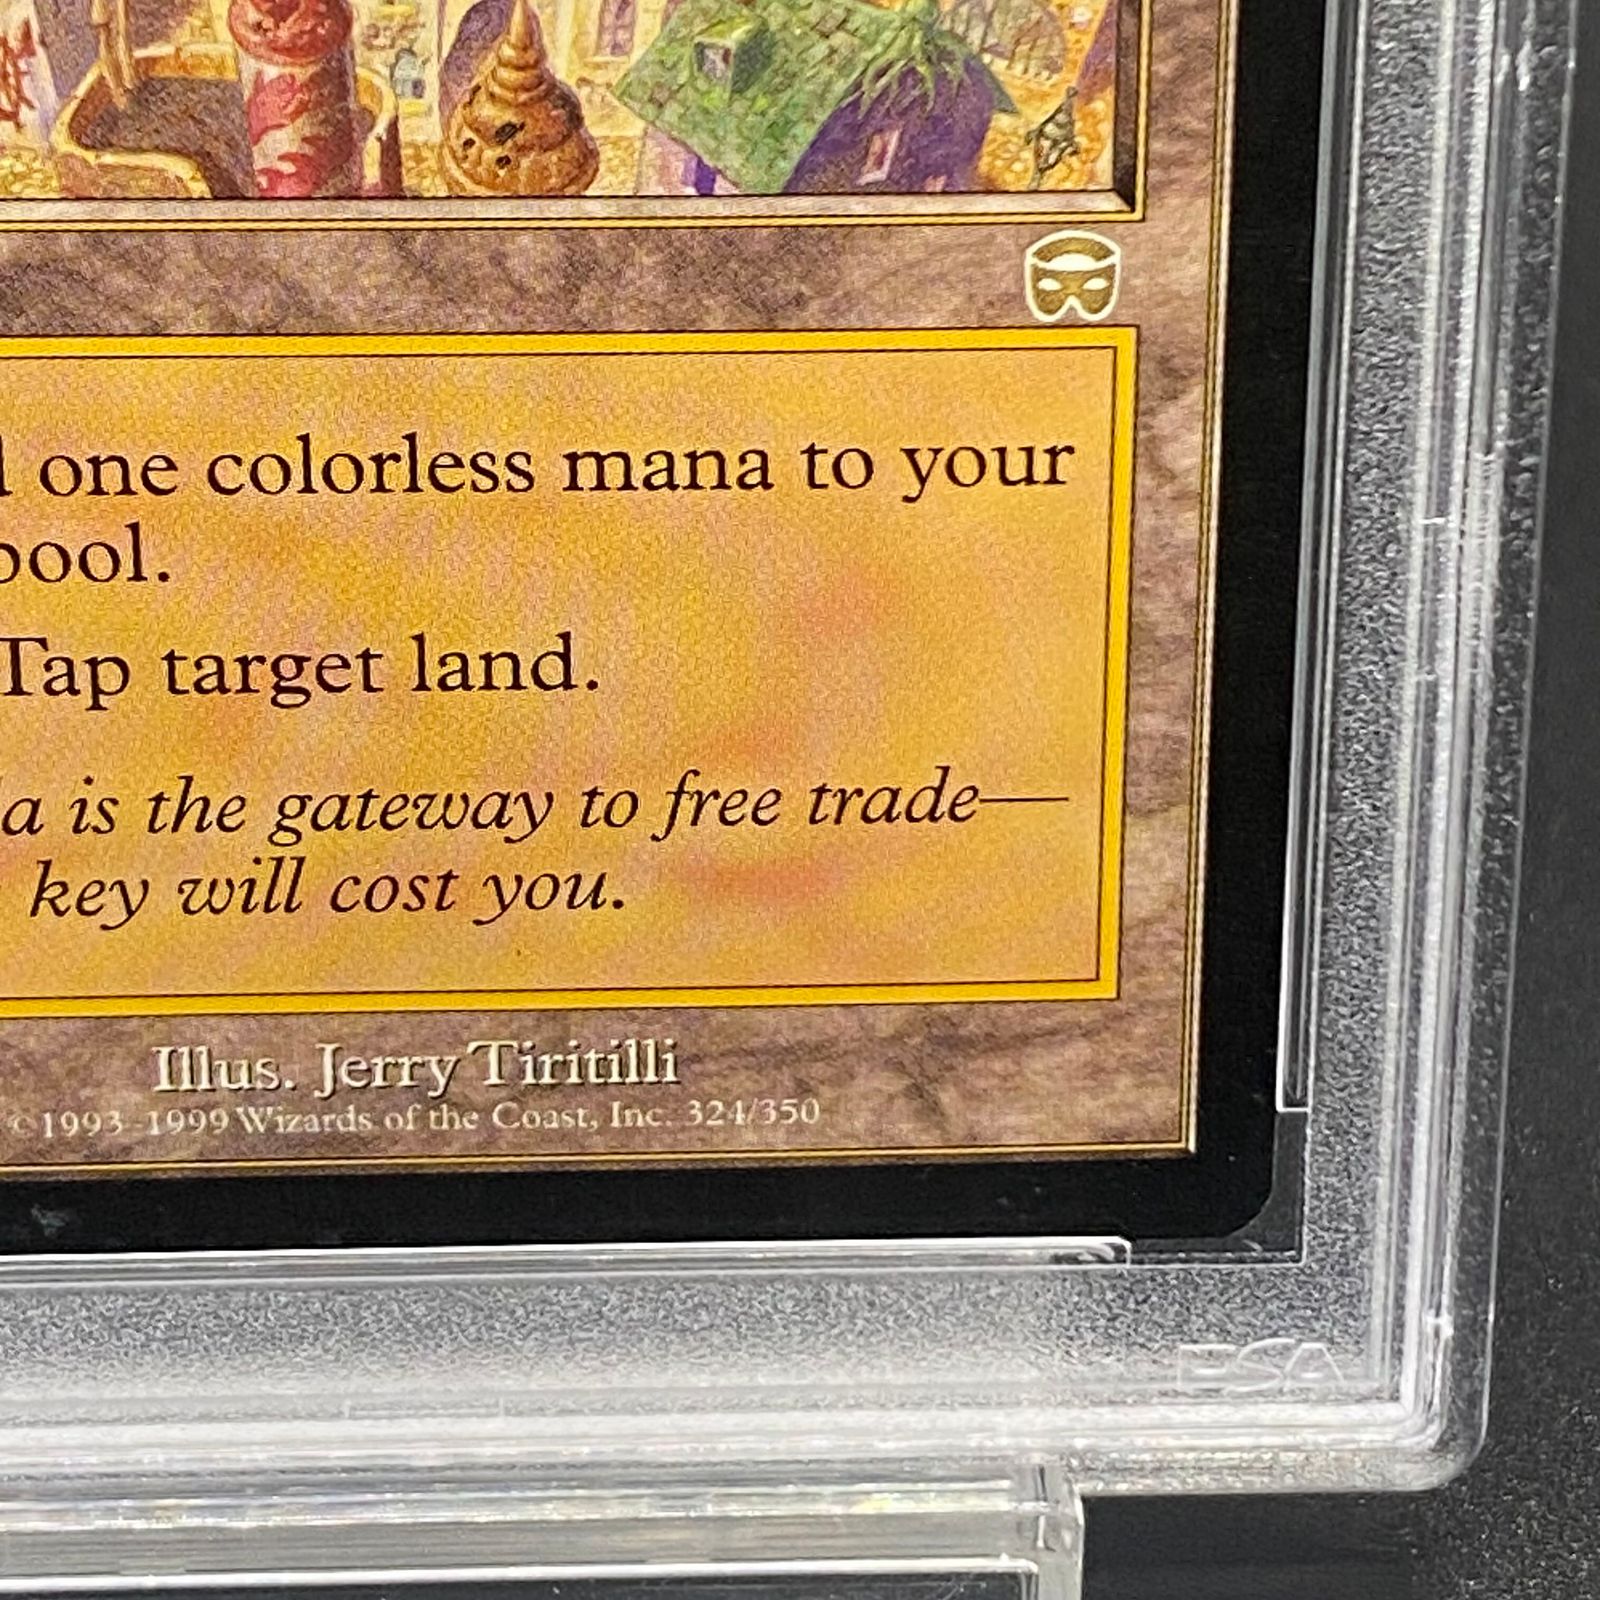 one colorless mana to your
pool.
Tap target land.
a is the gateway to free trade—
key will cost you.
Illus. Jerry Tiritilli
©1993-1999 Wizards of the Coast, Inc. 324/350